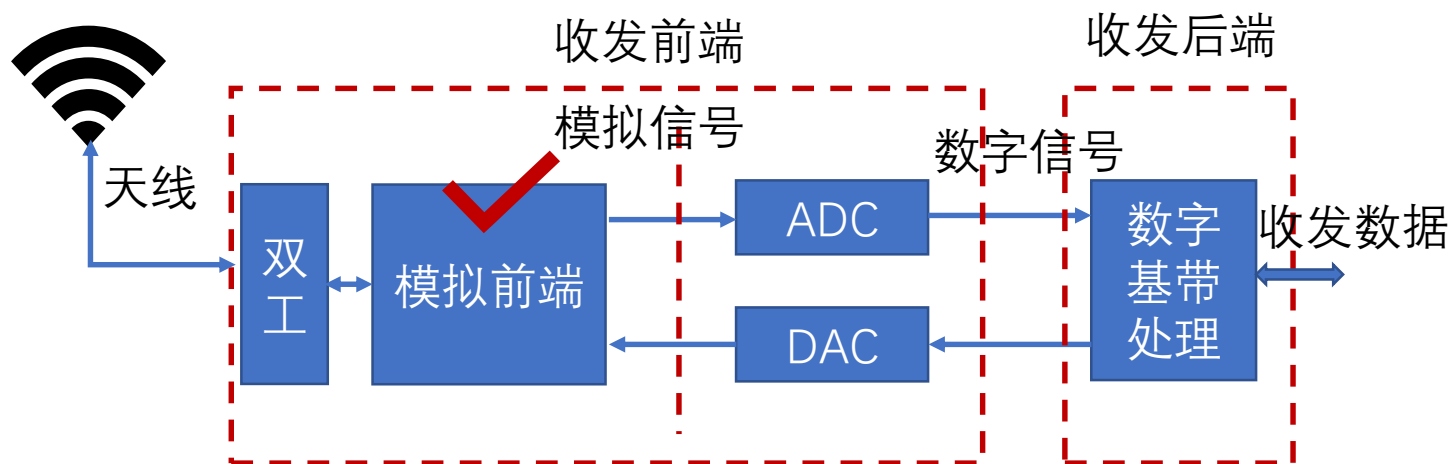 收发前端
收发后端
模拟信号
数字信号
天线
双
工
模拟前端
ADC
DAC
数字
基带
处理
收发数据